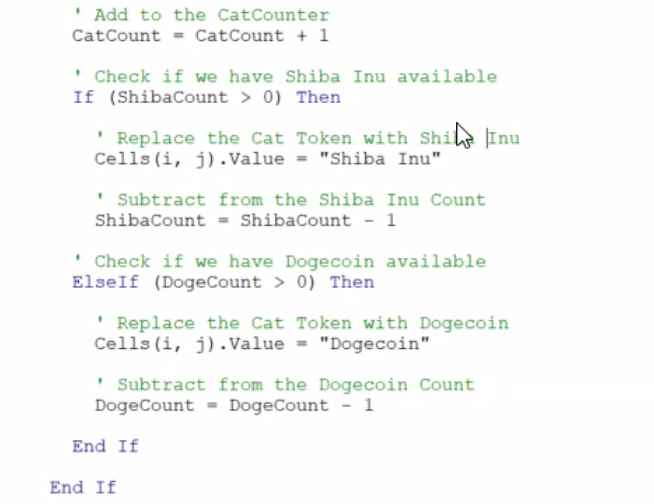 ' Add to the CatCounter
CatCount = CatCount + 1
' Check if we have Shiba Inu available
If (ShibaCount > 0) Then
' Replace the Cat Token with Shiba Inu
Cells(i, j).Value = "Shiba Inu"
' Subtract from the Shiba Inu Count
ShibaCount = ShibaCount - 1
' Check if we have Dogecoin available
ElseIf (DogeCount > 0) Then
' Replace the Cat Token with Dogecoin
Cells(i, j).Value = "Dogecoin"
' Subtract from the Dogecoin Count
DogeCount = DogeCount - 1
End If
End If